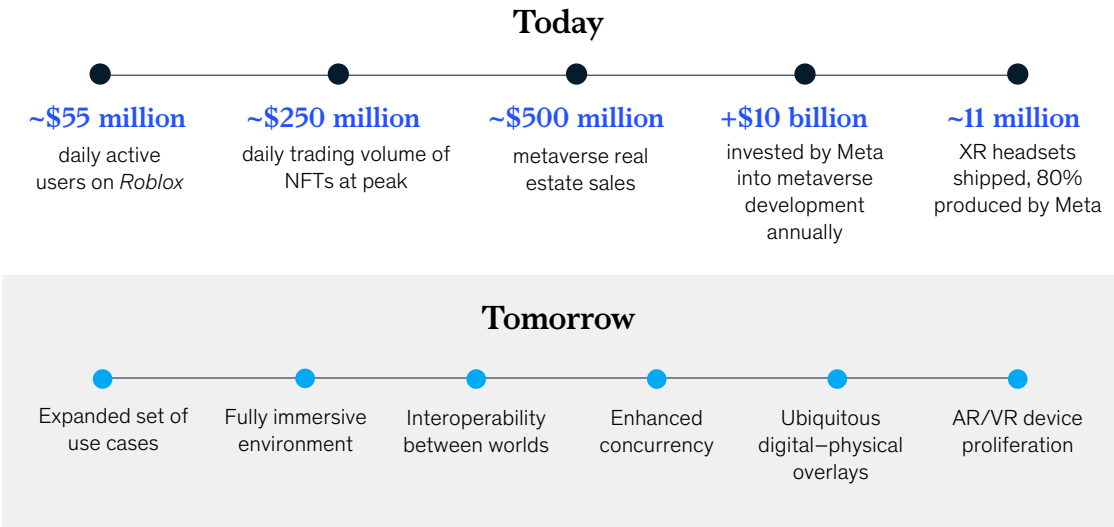 Today
~$55 million
daily active
users on Roblox
~$250 million
daily trading volume of
NFTs at peak
~$500 million
metaverse real
estate sales
+$10 billion
invested by Meta
into metaverse
development
annually
~11 million
XR headsets
shipped, 80%
produced by Meta
Tomorrow
Expanded set of
use cases
Fully immersive
environment
Interoperability
between worlds
Enhanced
concurrency
Ubiquitous
digital–physical
overlays
AR/VR device
proliferation